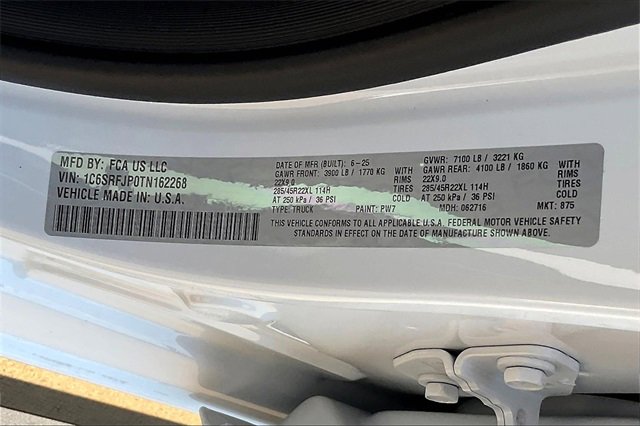 MFD BY: FCA US LLC
VIN: 1C6SRFJP0TN162268
VEHICLE MADE IN U.S.A.
DATE OF MFR (BUILT): 6-25
GAWR FRONT: 3900 LB / 1770 KG
22X9.0 RIMS
285/45R22XL 114H TIRES
AT 250 kPa / 36 PSI COLD
TYPE: TRUCK PAINT: PW7
GVWR: 7100 LB / 3221 KG
GAWR REAR: 4100 LB / 1860 KG
22X9.0 RIMS
285/45R22XL 114H TIRES
AT 250 kPa / 36 PSI COLD
MOH: 062716 MKT: 875
THIS VEHICLE CONFORMS TO ALL APPLICABLE U.S.A. FEDERAL MOTOR VEHICLE SAFETY
STANDARDS IN EFFECT ON THE DATE OF MANUFACTURE SHOWN ABOVE.